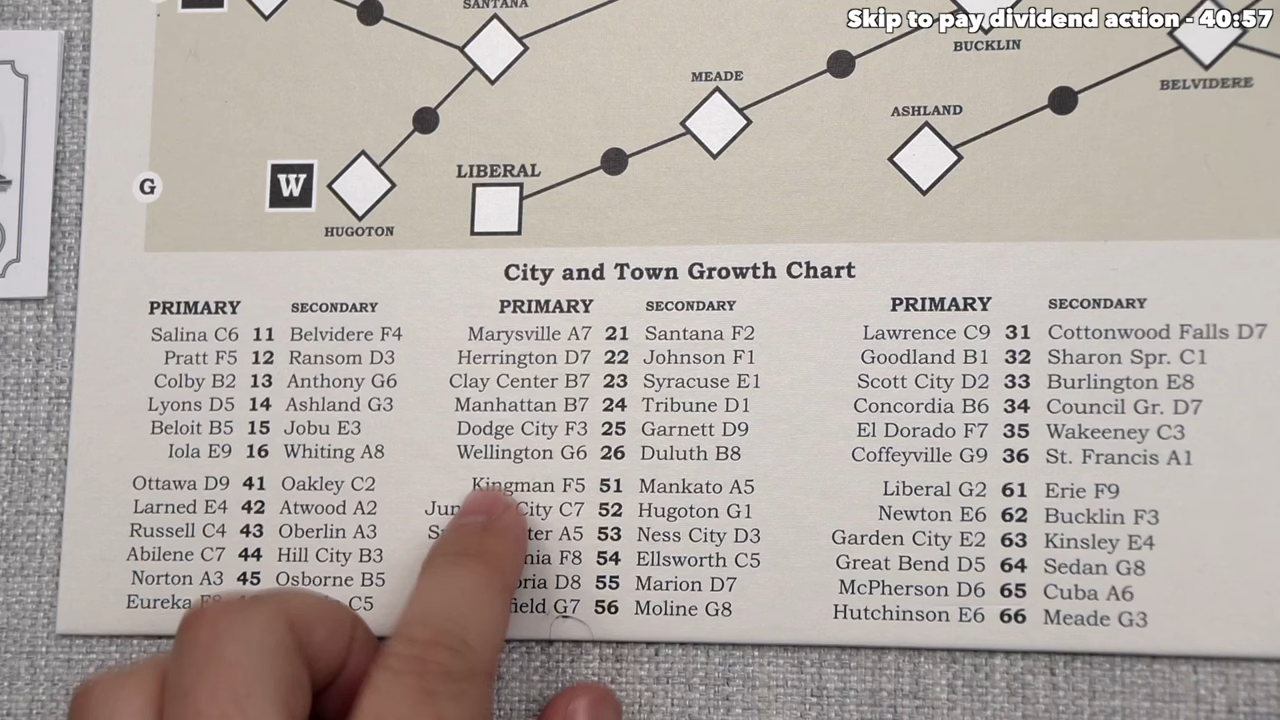 Skip to pay dividend action - 40:57
SANTANA
BUCKLIN
MEADE
BELVIDERE
ASHLAND
LIBERAL
G
W
HUGOTON
City and Town Growth Chart
PRIMARY SECONDARY PRIMARY SECONDARY PRIMARY SECONDARY
Salina C6 11 Belvidere F4 Marysville A7 21 Santana F2 Lawrence C9 31 Cottonwood Falls D7
Pratt F5 12 Ransom D3 Herrington D7 22 Johnson F1 Goodland B1 32 Sharon Spr. C1
Colby B2 13 Anthony G6 Clay Center B7 23 Syracuse E1 Scott City D2 33 Burlington E8
Lyons D5 14 Ashland G3 Manhattan B7 24 Tribune D1 Concordia B6 34 Council Gr. D7
Beloit B5 15 Jobu E3 Dodge City F3 25 Garnett D9 El Dorado F7 35 Wakeeney C3
Iola E9 16 Whiting A8 Wellington G6 26 Duluth B8 Coffeyville G9 36 St. Francis A1
Ottawa D9 41 Oakley C2 Kingman F5 51 Mankato A5 Liberal G2 61 Erie F9
Larned E4 42 Atwood A2 City C7 52 Hugoton G1 Newton E6 62 Bucklin F3
Russell C4 43 Oberlin A3 A5 53 Ness City D3 Garden City E2 63 Kinsley E4
Abilene C7 44 Hill City B3 F8 54 Ellsworth C5 Great Bend D5 64 Sedan G8
Norton A3 45 Osborne B5 D8 55 Marion D7 McPherson D6 65 Cuba A6
Eureka C5 G7 56 Moline G8 Hutchinson E6 66 Meade G3